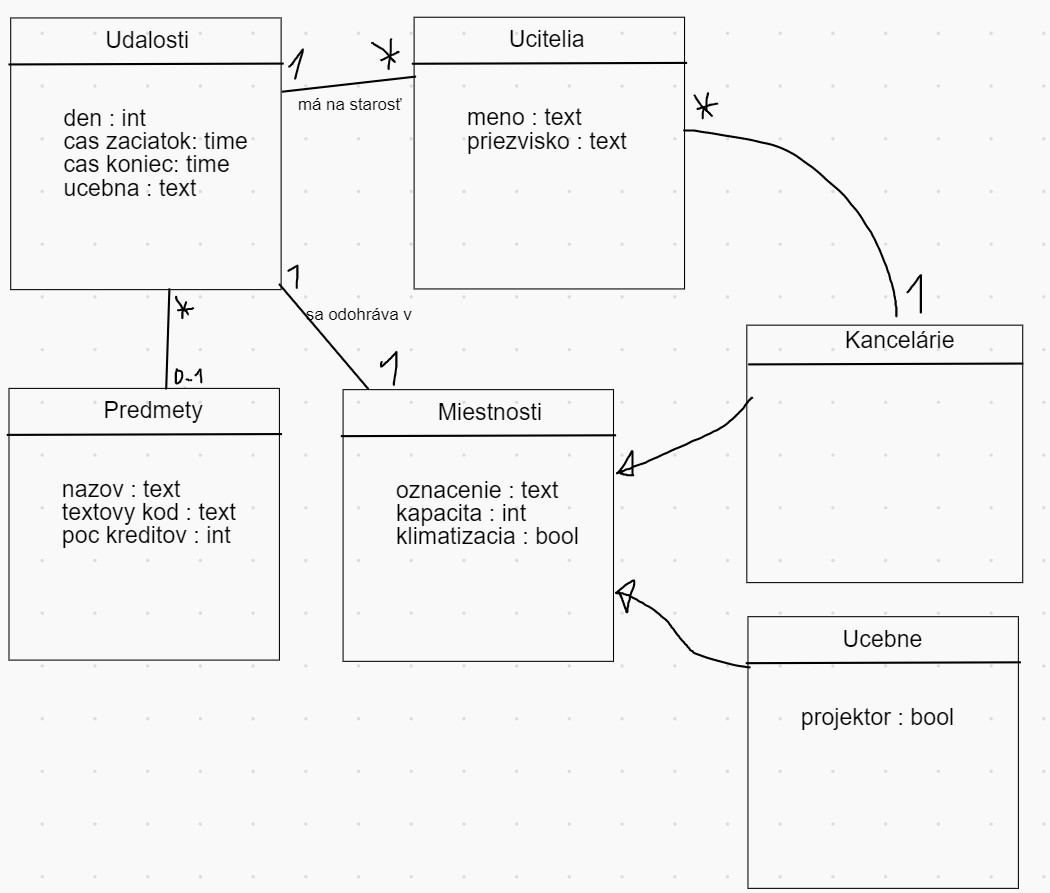 Udalosti
den : int
cas zaciatok: time
cas koniec: time
ucebna : text
1
*
má na starosť
Ucitelia
meno : text
priezvisko : text
*
1
1
sa odohráva v
1
*
0..1
Predmety
nazov : text
textovy kod : text
poc kreditov : int
Miestnosti
oznacenie : text
kapacita : int
klimatizacia : bool
Kancelárie
Ucebne
projektor : bool